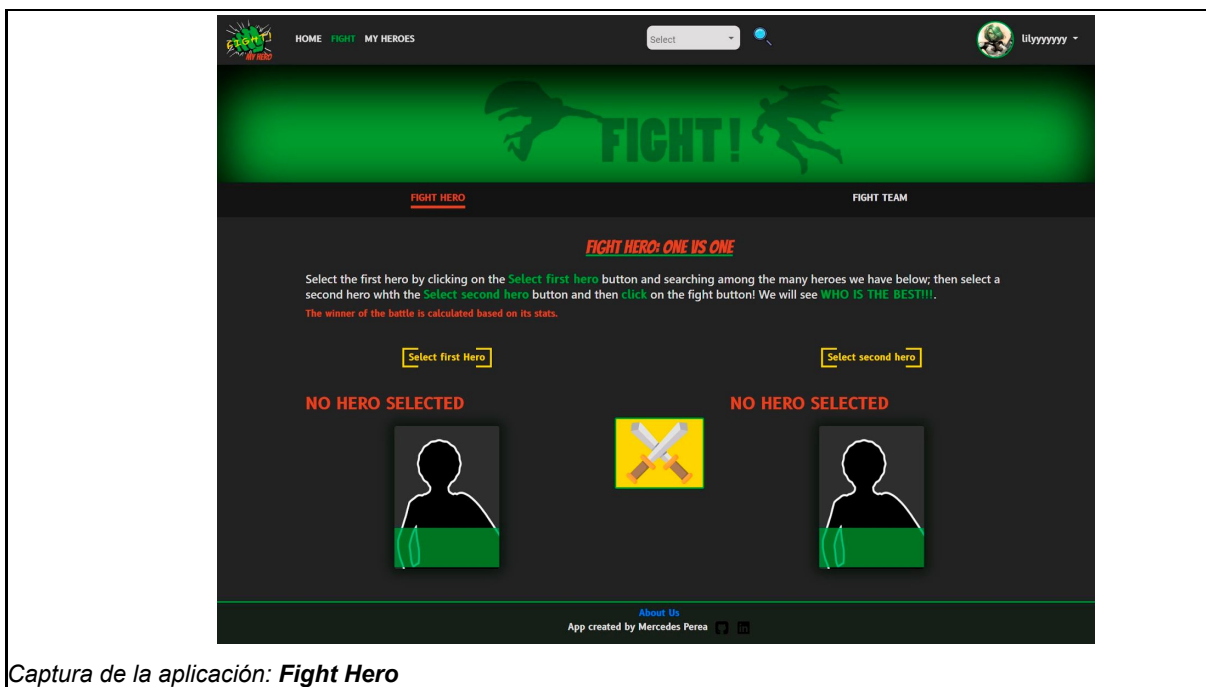 FIGHT!
MY HERO
HOME FIGHT MY HEROES
Select
lilyyyyyy
FIGHT!
FIGHT HERO
FIGHT TEAM
FIGHT HERO: ONE VS ONE
Select the first hero by clicking on the Select first hero button and searching among the many heroes we have below; then select a
second hero whth the Select second hero button and then click on the fight button! We will see WHO IS THE BEST!!!.
The winner of the battle is calculated based on its stats.
Select first Hero
Select second hero
NO HERO SELECTED
NO HERO SELECTED
About Us
App created by Mercedes Perea
in
Captura de la aplicación: Fight Hero